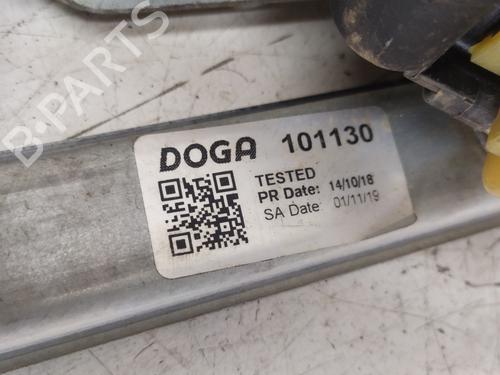 B-PARTS
DOGA 101130
TESTED
PR Date: 14/10/18
SA Date: 01/11/19